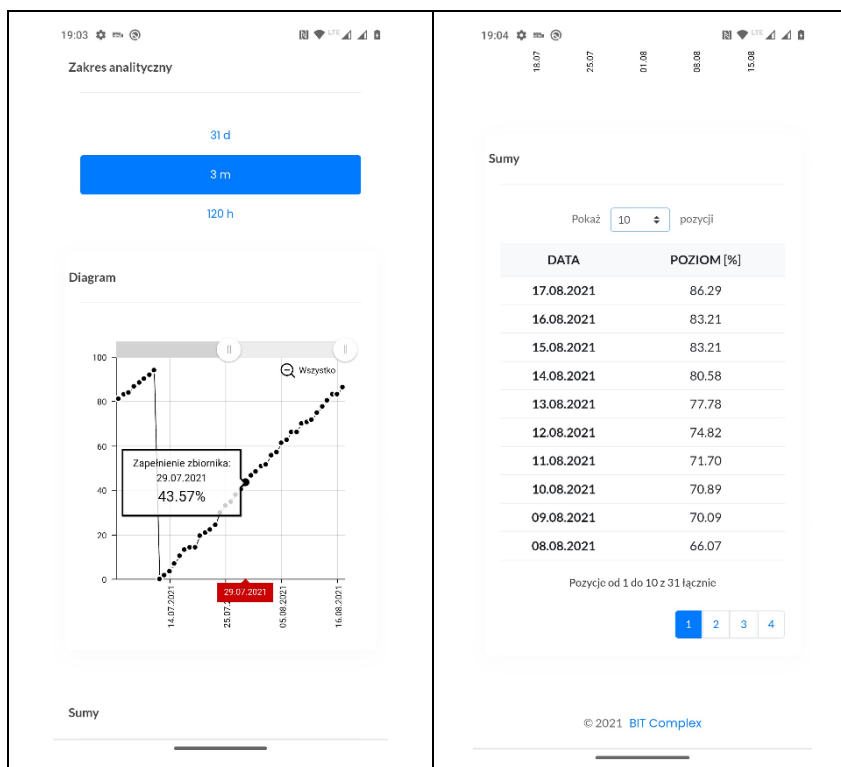 19:03
LTE
Zakres analityczny
31 d
3 m
120 h
Diagram
Wszystko
100
80
60
40
20
0
Zapełnienie zbiornika:
29.07.2021
43.57%
14.07.2021
25.07.2
29.07.2021
05.08.2021
16.08.2021
Sumy
19:04
LTE
18.07
25.07
01.08
08.08
15.08
Sumy
Pokaż 10 pozycji
DATA POZIOM [%]
17.08.2021 86.29
16.08.2021 83.21
15.08.2021 83.21
14.08.2021 80.58
13.08.2021 77.78
12.08.2021 74.82
11.08.2021 71.70
10.08.2021 70.89
09.08.2021 70.09
08.08.2021 66.07
Pozycje od 1 do 10 z 31 łącznie
1 2 3 4
© 2021 BIT Complex